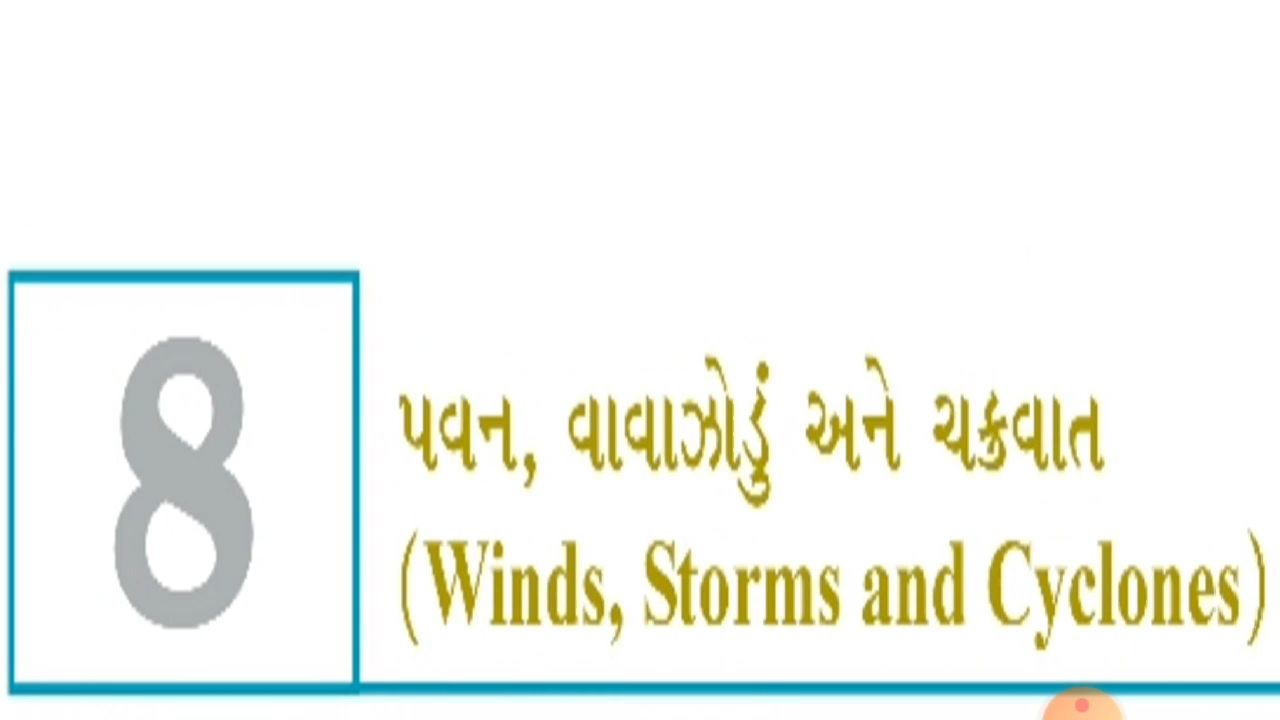 8
પવન, વાવાઝોડું અને ચક્રવાત
(Winds, Storms and Cyclones)